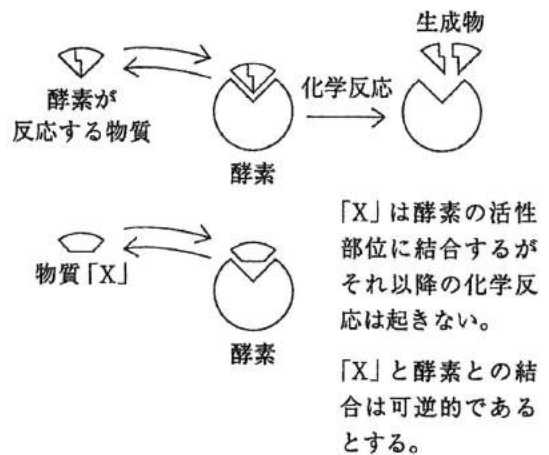 生成物
酵素が
反応する物質
化学反応
酵素
物質「X」
酵素
「X」は酵素の活性
部位に結合するが
それ以降の化学反
応は起きない。
「X」と酵素との結
合は可逆的である
とする。